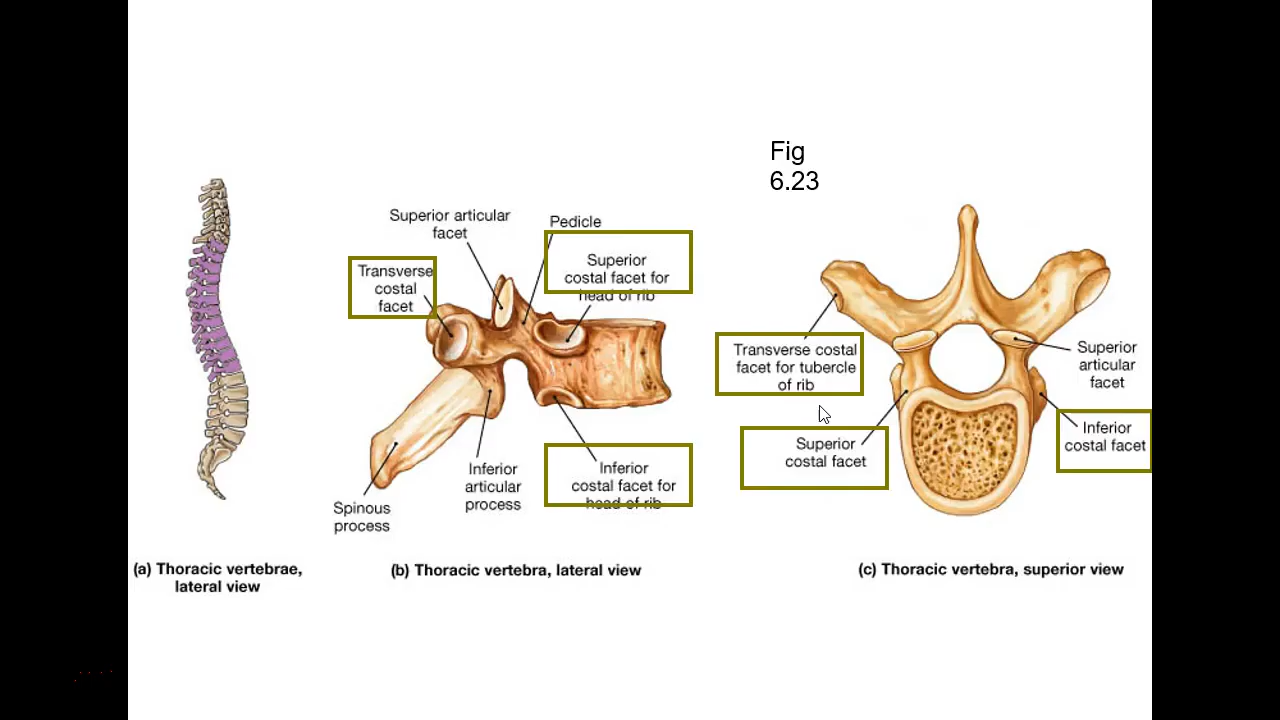 Fig
6.23
Superior articular
facet
Pedicle
Superior
costal facet for
head of rib
Transverse
costal
facet
Inferior
articular
process
Inferior
costal facet for
head of rib
Spinous
process
Transverse costal
facet for tubercle
of rib
Superior
costal facet
Superior
articular
facet
Inferior
costal facet
(a) Thoracic vertebrae,
lateral view
(b) Thoracic vertebra, lateral view
(c) Thoracic vertebra, superior view